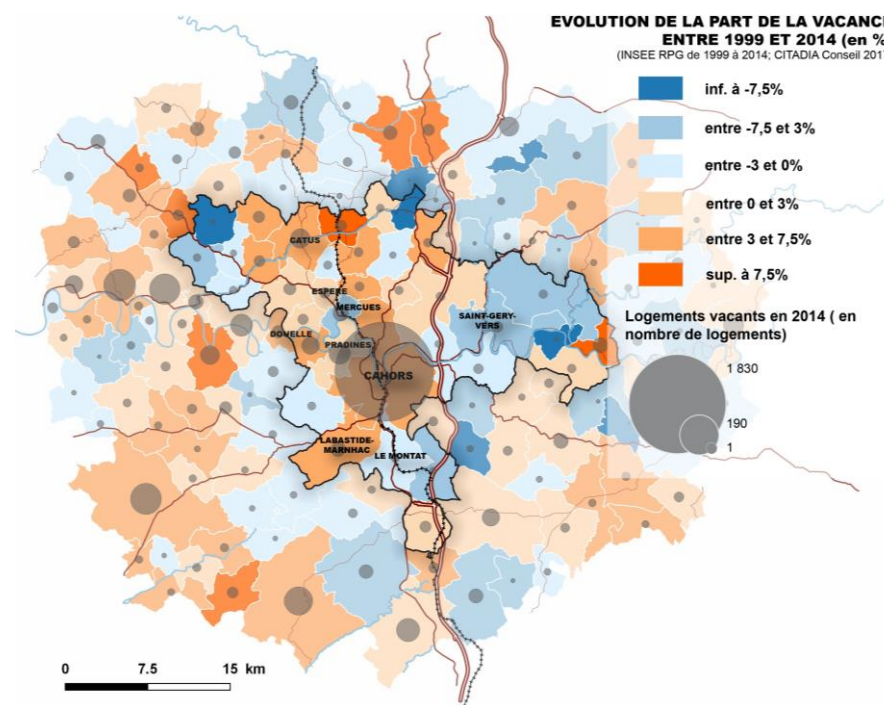 EVOLUTION DE LA PART DE LA VACANC
ENTRE 1999 ET 2014 (en %
(INSEE RPG de 1999 à 2014; CITADIA Conseil 2017
inf. à -7,5%
entre -7,5 et 3%
entre -3 et 0%
entre 0 et 3%
entre 3 et 7,5%
sup. à 7,5%
Logements vacants en 2014 ( en
nombre de logements)
1 830
190
1
CATUS
ESPERE
MERCUES
SAINT-GERY-
VERS
DOUELLE
PRADINES
CAHORS
LABASTIDE-
MARNHAC
LE MONTAT
0 7.5 15 km